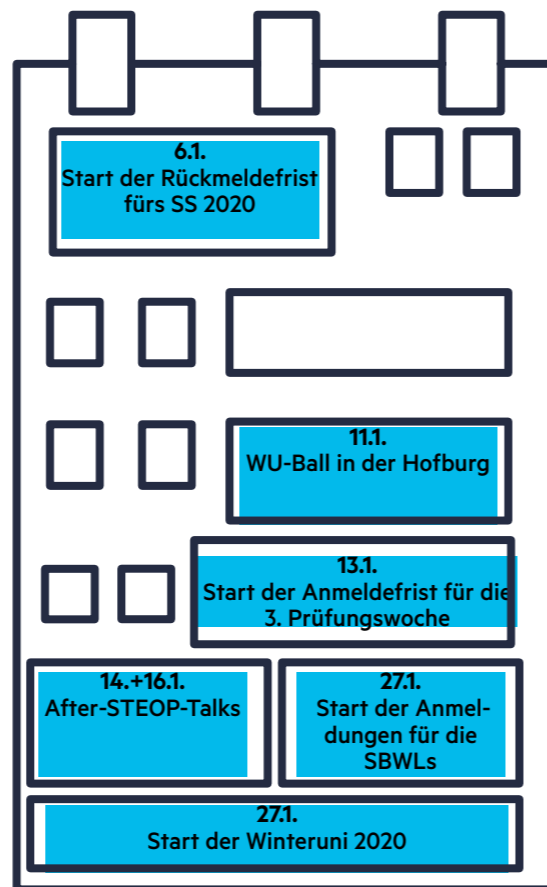 6.1.
Start der Rückmeldefrist
fürs SS 2020
11.1.
WU-Ball in der Hofburg
13.1.
Start der Anmeldefrist für die
3. Prüfungswoche
14.+16.1.
After-STEOP-Talks
27.1.
Start der Anmel-
dungen für die
SBWLs
27.1.
Start der Winteruni 2020